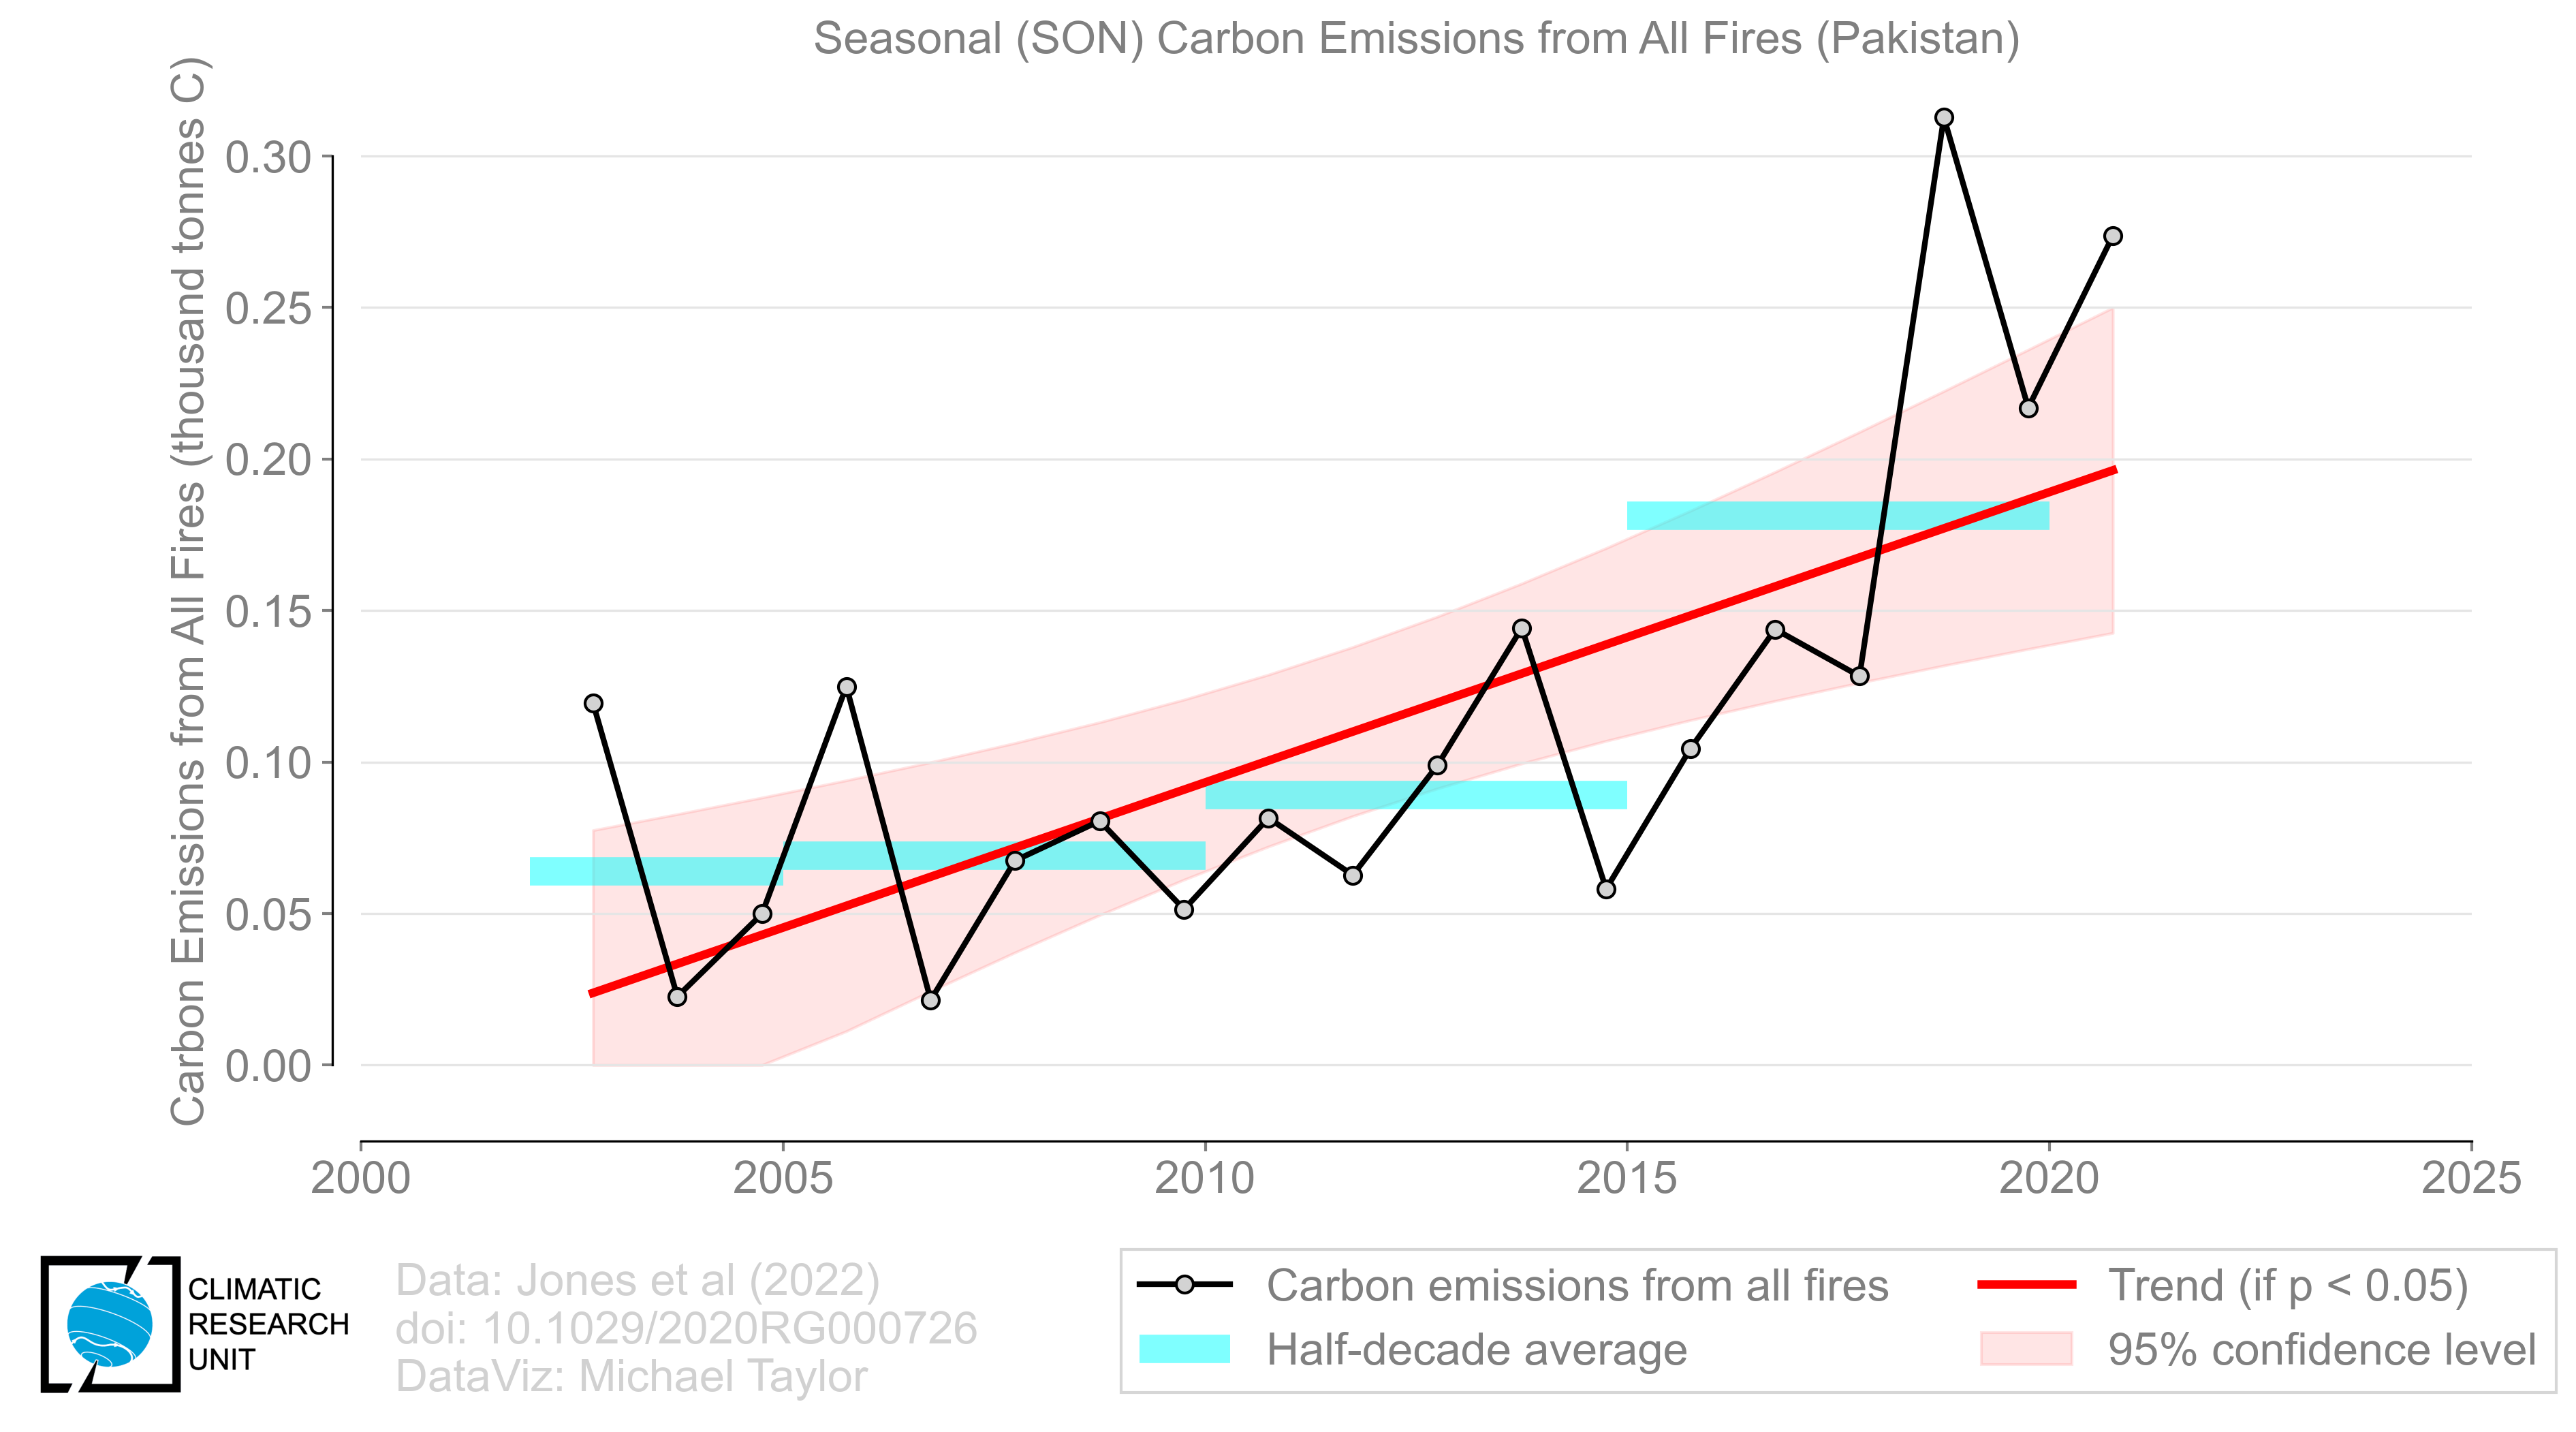 Seasonal (SON) Carbon Emissions from All Fires (Pakistan)
Carbon Emissions from All Fires (thousand tonnes C)
0.30
0.25
0.20
0.15
0.10
0.05
0.00
2000 2005 2010 2015 2020 2025
CLIMATIC
RESEARCH
UNIT
Data: Jones et al (2022)
doi: 10.1029/2020RG000726
DataViz: Michael Taylor
Carbon emissions from all fires
Half-decade average
Trend (if p < 0.05)
95% confidence level